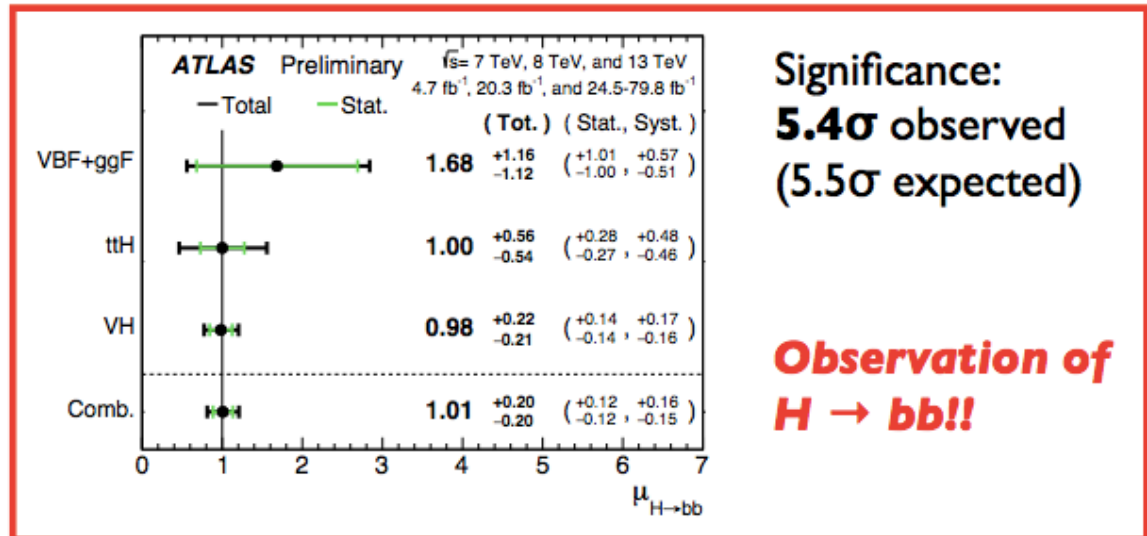 ATLAS Preliminary
√s= 7 TeV, 8 TeV, and 13 TeV
4.7 fb⁻¹, 20.3 fb⁻¹, and 24.5-79.8 fb⁻¹
Total Stat.
( Tot. ) ( Stat., Syst. )
VBF+ggF 1.68 +1.16 −1.12 ( +1.01 −1.00 , +0.57 −0.51 )
ttH 1.00 +0.56 −0.54 ( +0.28 −0.27 , +0.48 −0.46 )
VH 0.98 +0.22 −0.21 ( +0.14 −0.14 , +0.17 −0.16 )
Comb. 1.01 +0.20 −0.20 ( +0.12 −0.12 , +0.16 −0.15 )
0 1 2 3 4 5 6 7
μ H→bb
Significance:
5.4σ observed
(5.5σ expected)
Observation of
H → bb!!